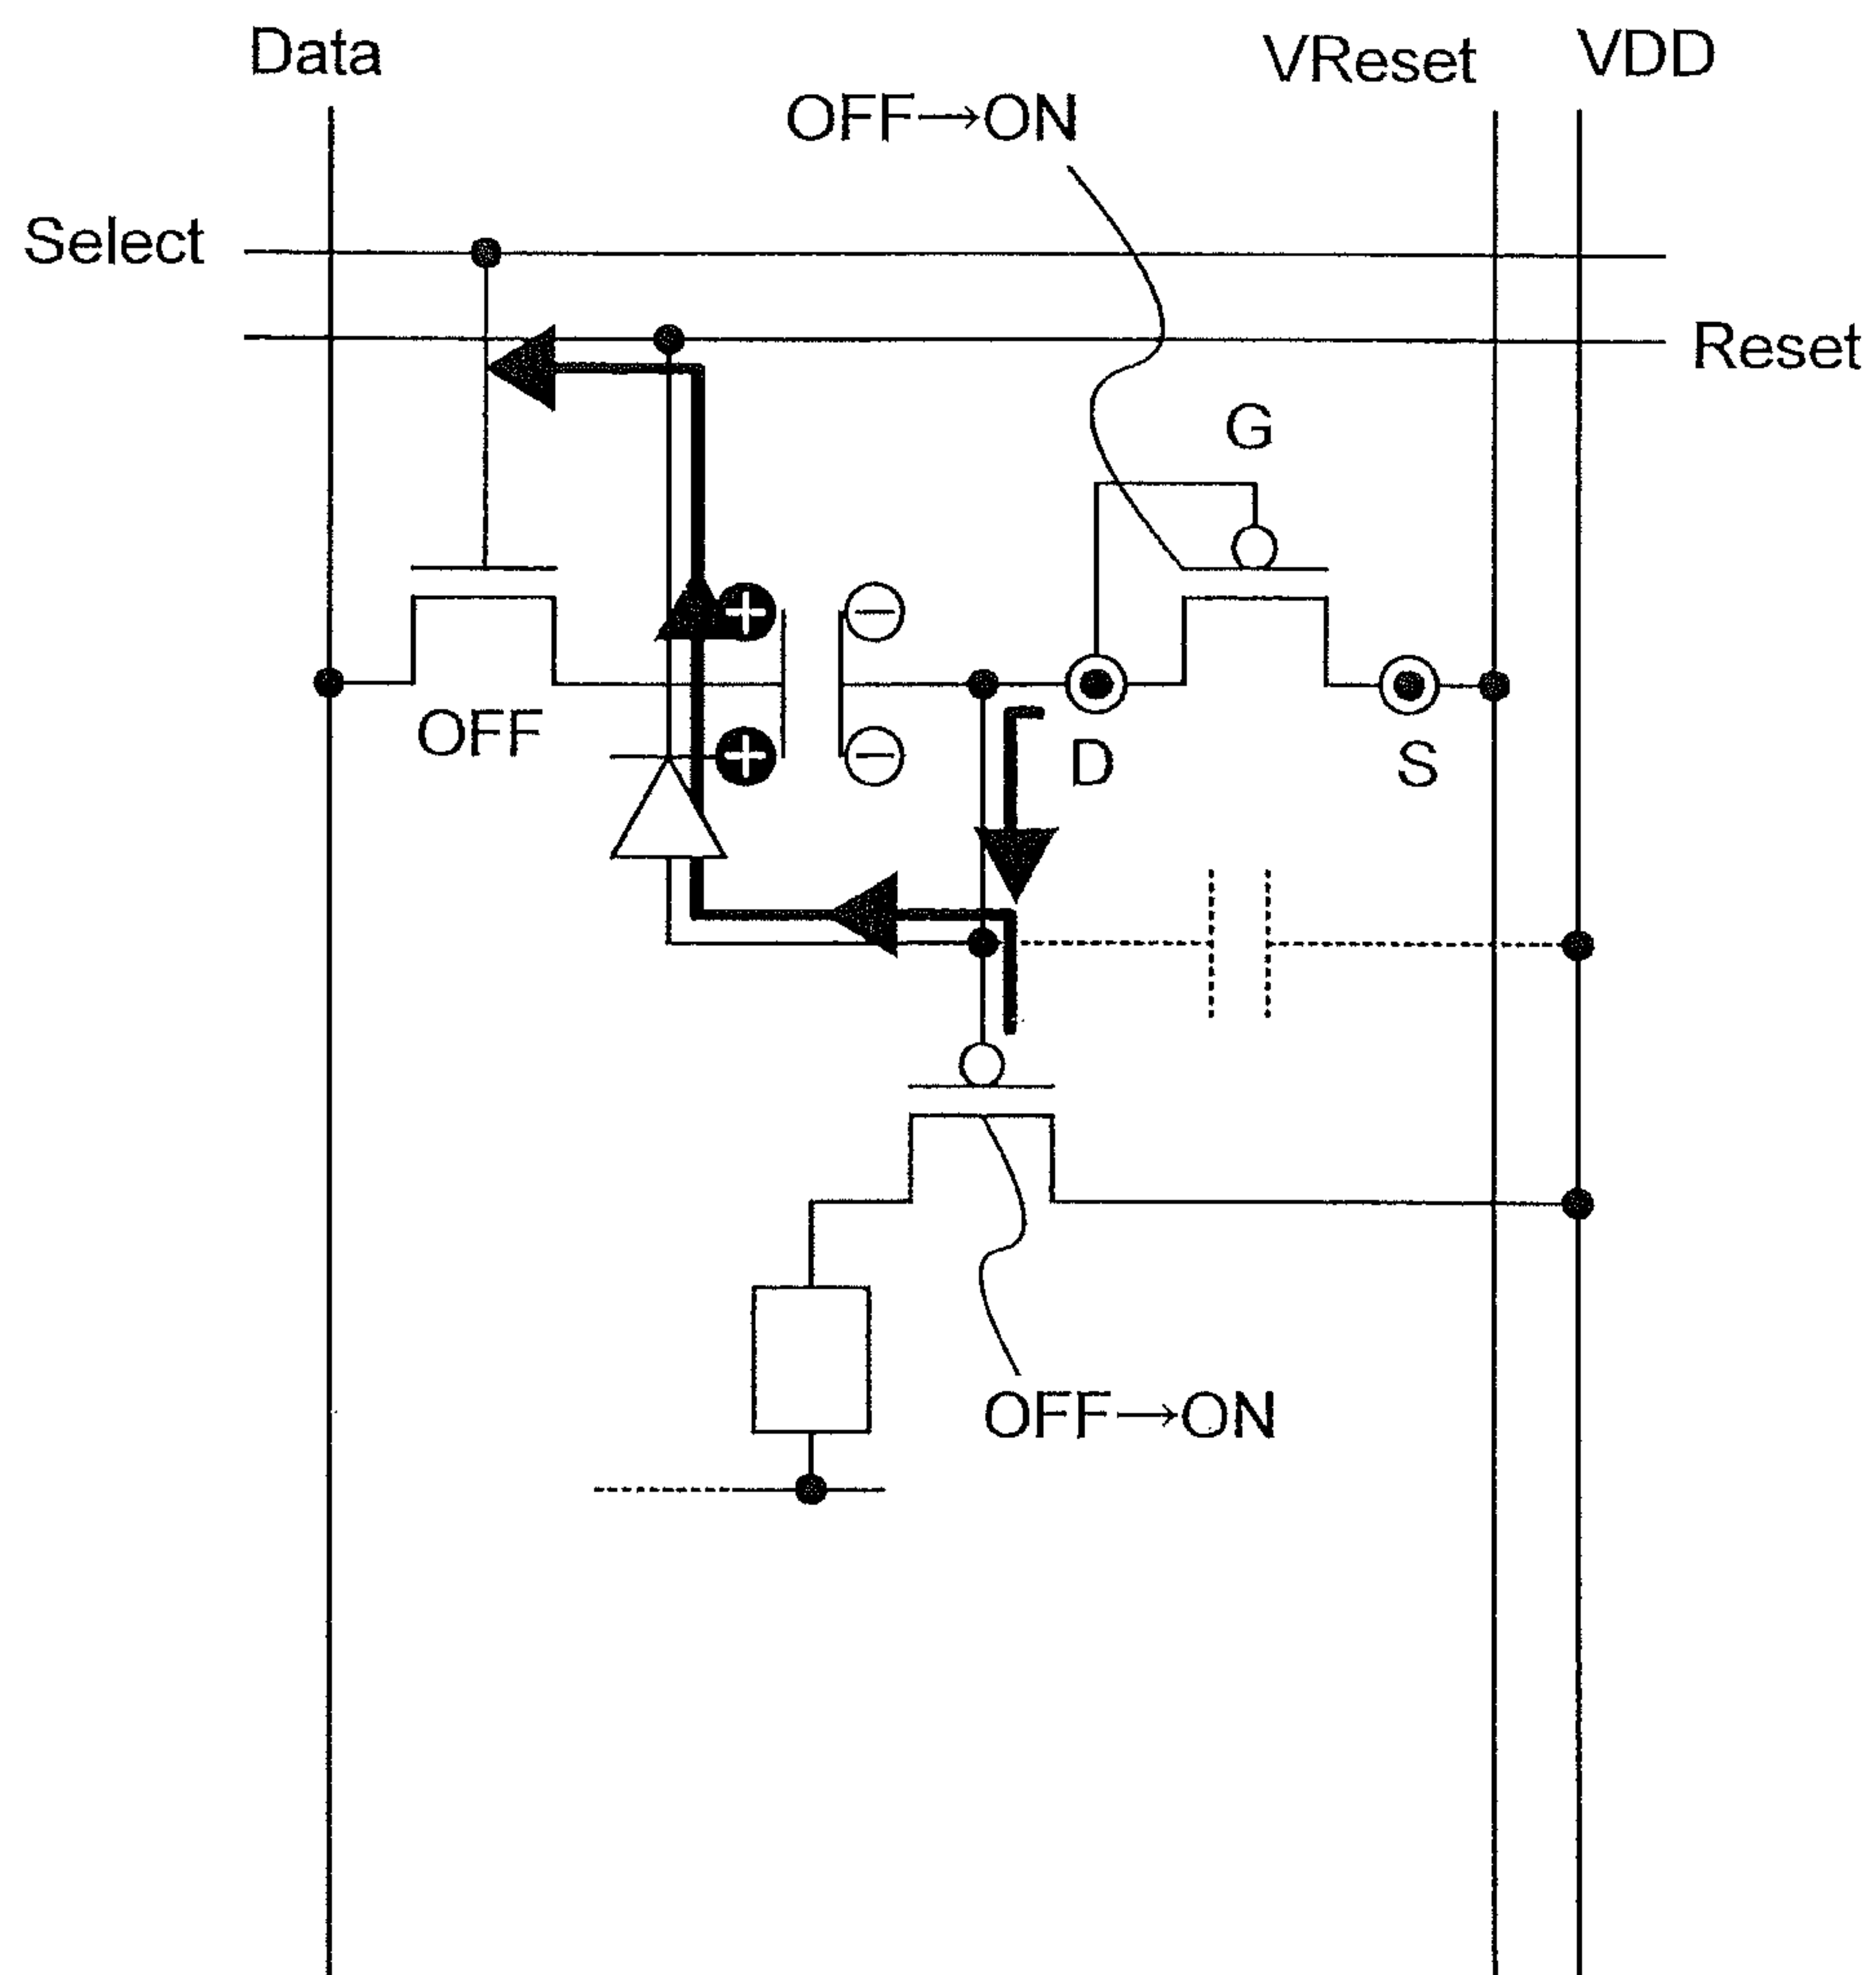 Data
VReset
VDD
OFF→ON
Select
Reset
G
OFF
D
S
OFF→ON